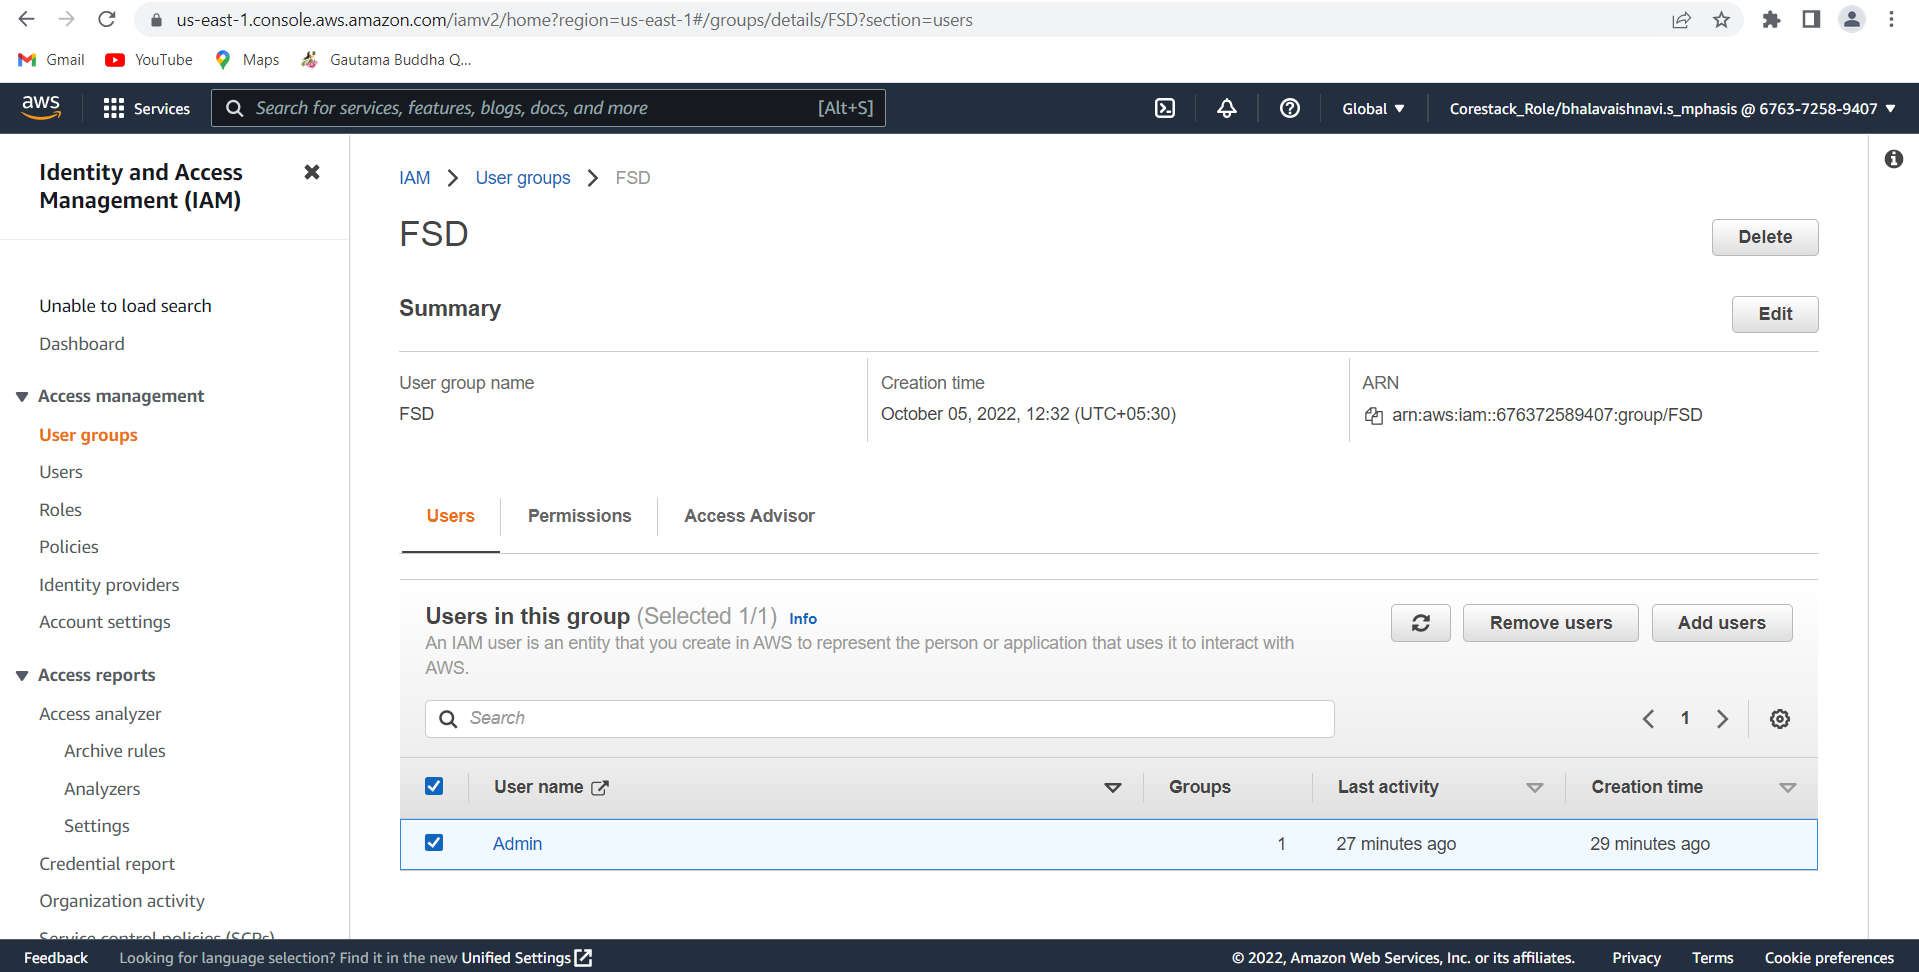 us-east-1.console.aws.amazon.com/iamv2/home?region=us-east-1#/groups/details/FSD?section=users
Gmail YouTube Maps Gautama Buddha Q...
aws Services Search for services, features, blogs, docs, and more [Alt+S] Global Corestack_Role/bhalavaishnavi.s_mphasis @ 6763-7258-9407
Identity and Access
Management (IAM)
Unable to load search
Dashboard
Access management
User groups
Users
Roles
Policies
Identity providers
Account settings
Access reports
Access analyzer
Archive rules
Analyzers
Settings
Credential report
Organization activity
Service control policies (SCPs)
IAM User groups FSD
FSD
Delete
Summary
Edit
User group name
FSD
Creation time
October 05, 2022, 12:32 (UTC+05:30)
ARN
arn:aws:iam::676372589407:group/FSD
Users Permissions Access Advisor
Users in this group (Selected 1/1) Info
An IAM user is an entity that you create in AWS to represent the person or application that uses it to interact with
AWS.
Remove users Add users
Search
1
User name Groups Last activity Creation time
Admin 1 27 minutes ago 29 minutes ago
Feedback Looking for language selection? Find it in the new Unified Settings © 2022, Amazon Web Services, Inc. or its affiliates. Privacy Terms Cookie preferences